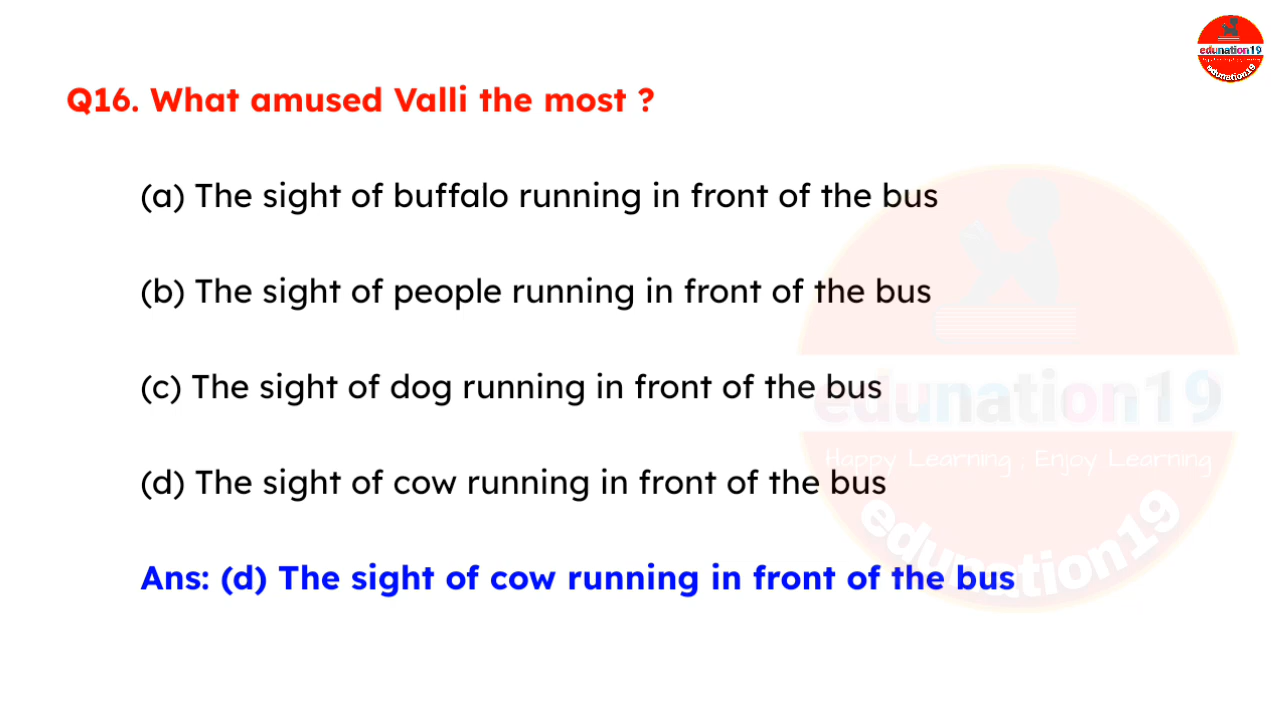 edunation19
edunation19
Q16. What amused Valli the most ?
(a) The sight of buffalo running in front of the bus
(b) The sight of people running in front of the bus
(c) The sight of dog running in front of the bus
edunation19
Happy Learning , Enjoy Learning
(d) The sight of cow running in front of the bus
edunation19
Ans: (d) The sight of cow running in front of the bus